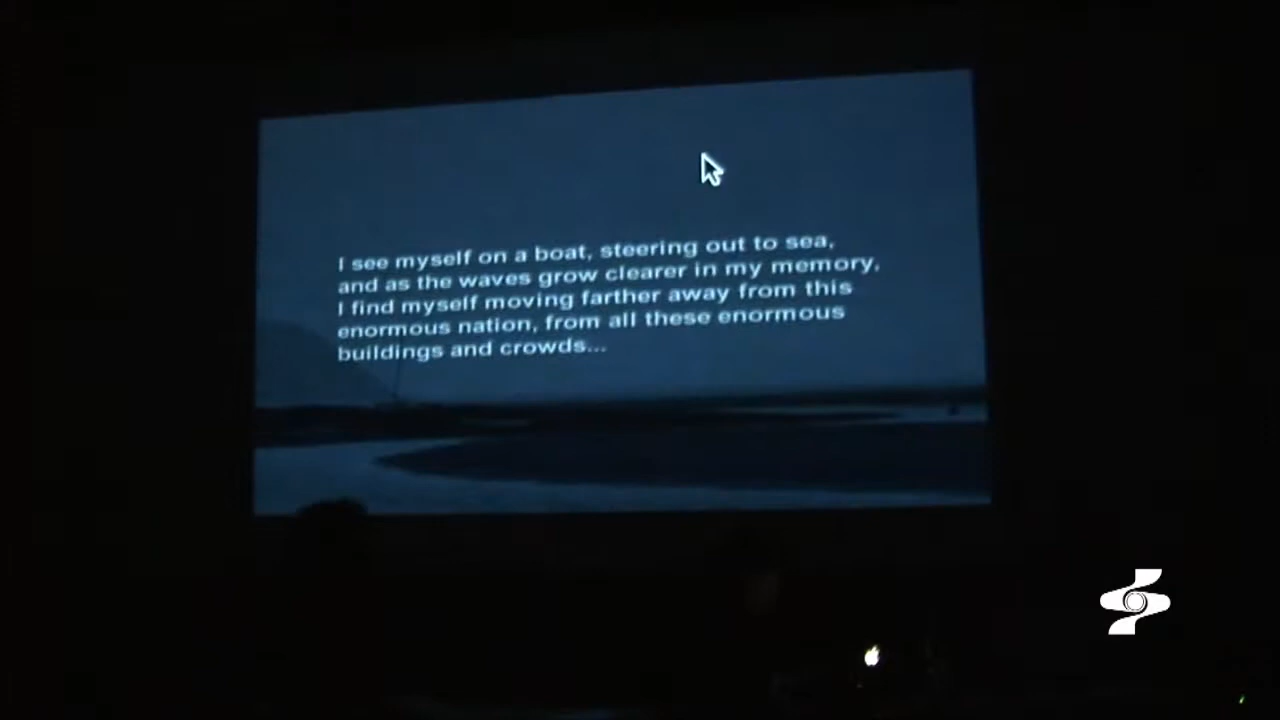 I see myself on a boat, steering out to sea,
and as the waves grow clearer in my memory,
I find myself moving farther away from this
enormous nation, from all these enormous
buildings and crowds...